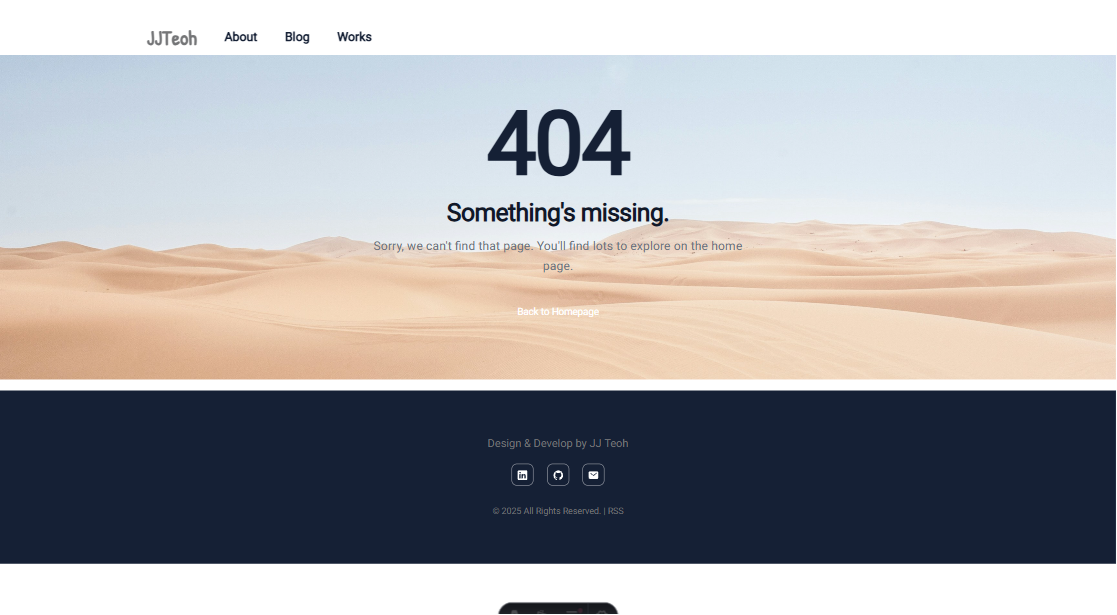 JJTeoh
About
Blog
Works
404
Something's missing.
Sorry, we can't find that page. You'll find lots to explore on the home
page.
Back to Homepage
Design & Develop by JJ Teoh
© 2025 All Rights Reserved. | RSS